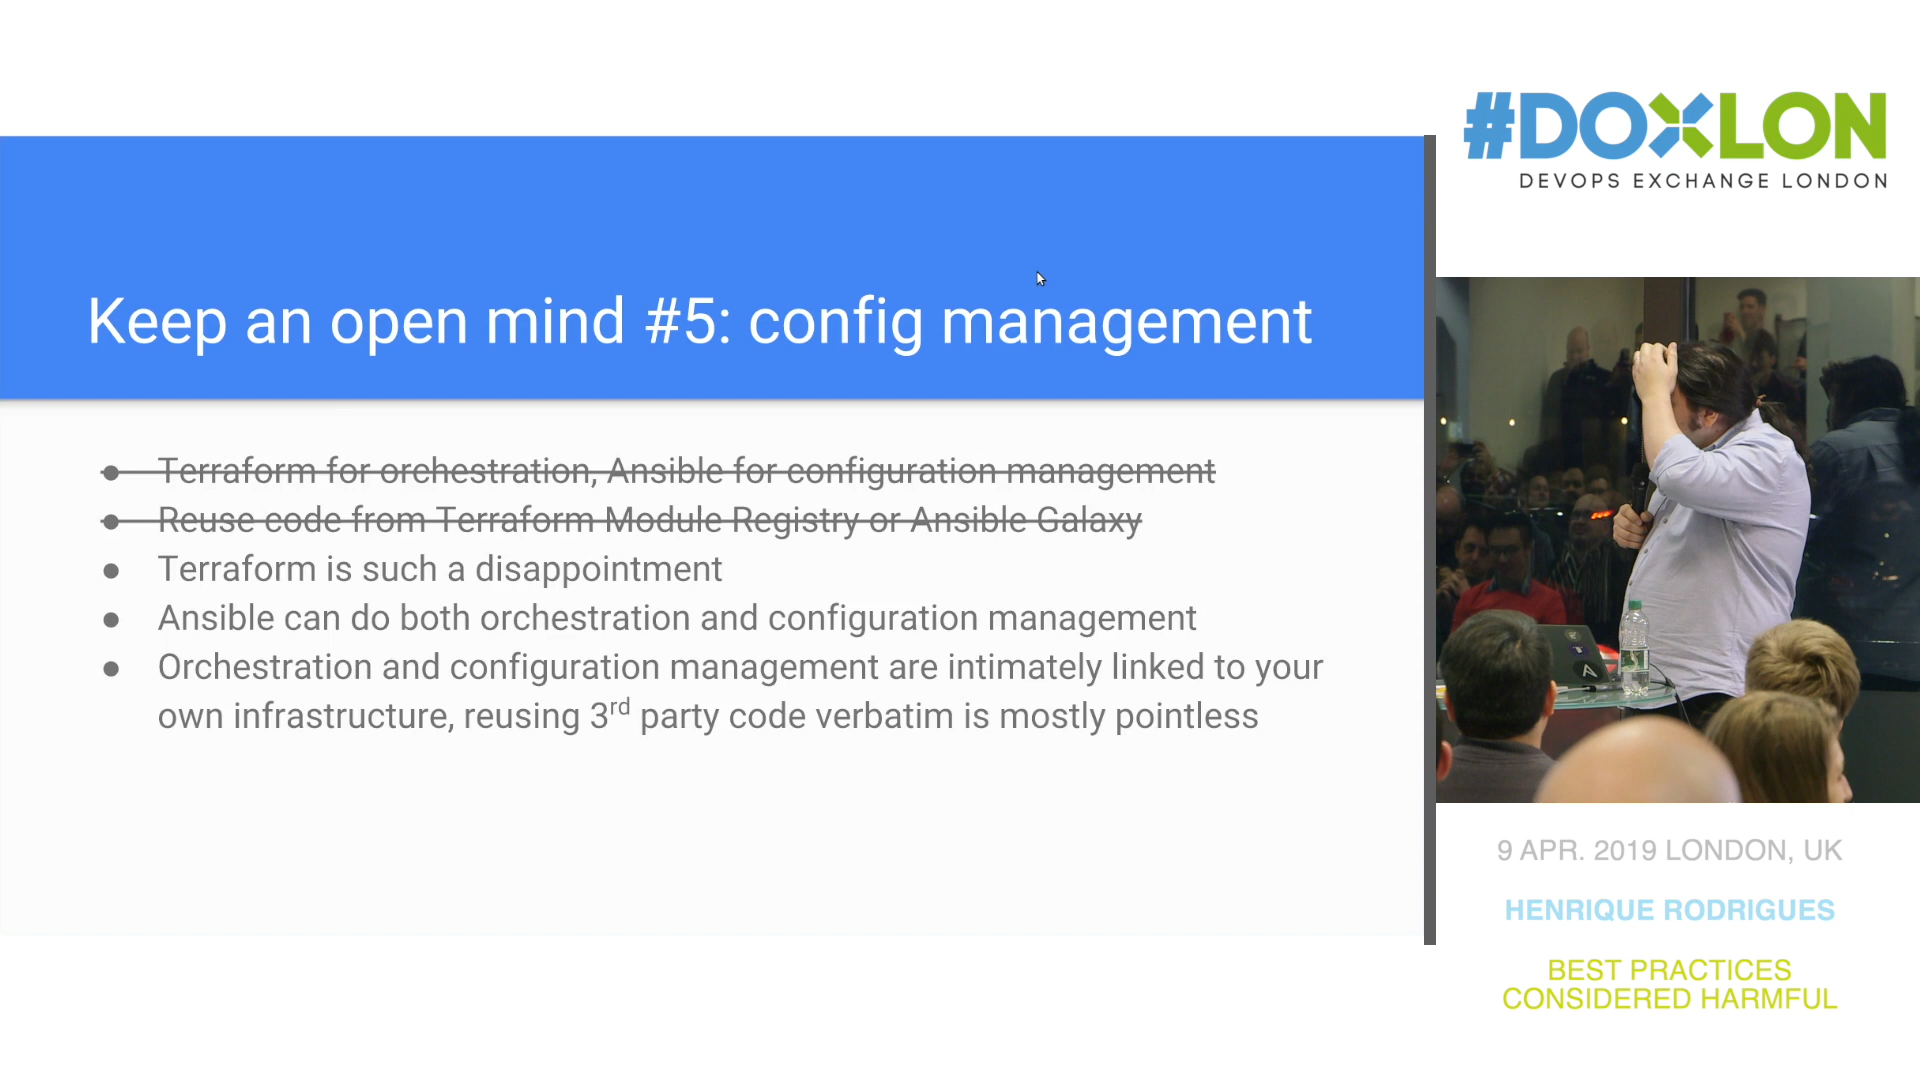 #DOXLON
DEVOPS EXCHANGE LONDON
Keep an open mind #5: config management
● Terraform for orchestration, Ansible for configuration management
● Reuse code from Terraform Module Registry or Ansible Galaxy
● Terraform is such a disappointment
● Ansible can do both orchestration and configuration management
● Orchestration and configuration management are intimately linked to your
own infrastructure, reusing 3rd party code verbatim is mostly pointless
9 APR. 2019 LONDON, UK
HENRIQUE RODRIGUES
BEST PRACTICES
CONSIDERED HARMFUL